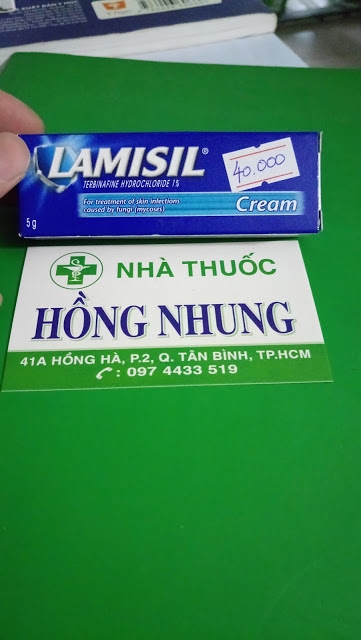 LAMISIL®
40.000
TERBINAFINE HYDROCHLORIDE 1%
For treatment of skin infections
caused by fungi (mycoses)
Cream
5 g
NHÀ THUỐC
HỒNG NHUNG
41A HỒNG HÀ, P.2, Q. TÂN BÌNH, TP.HCM
: 097 4433 519